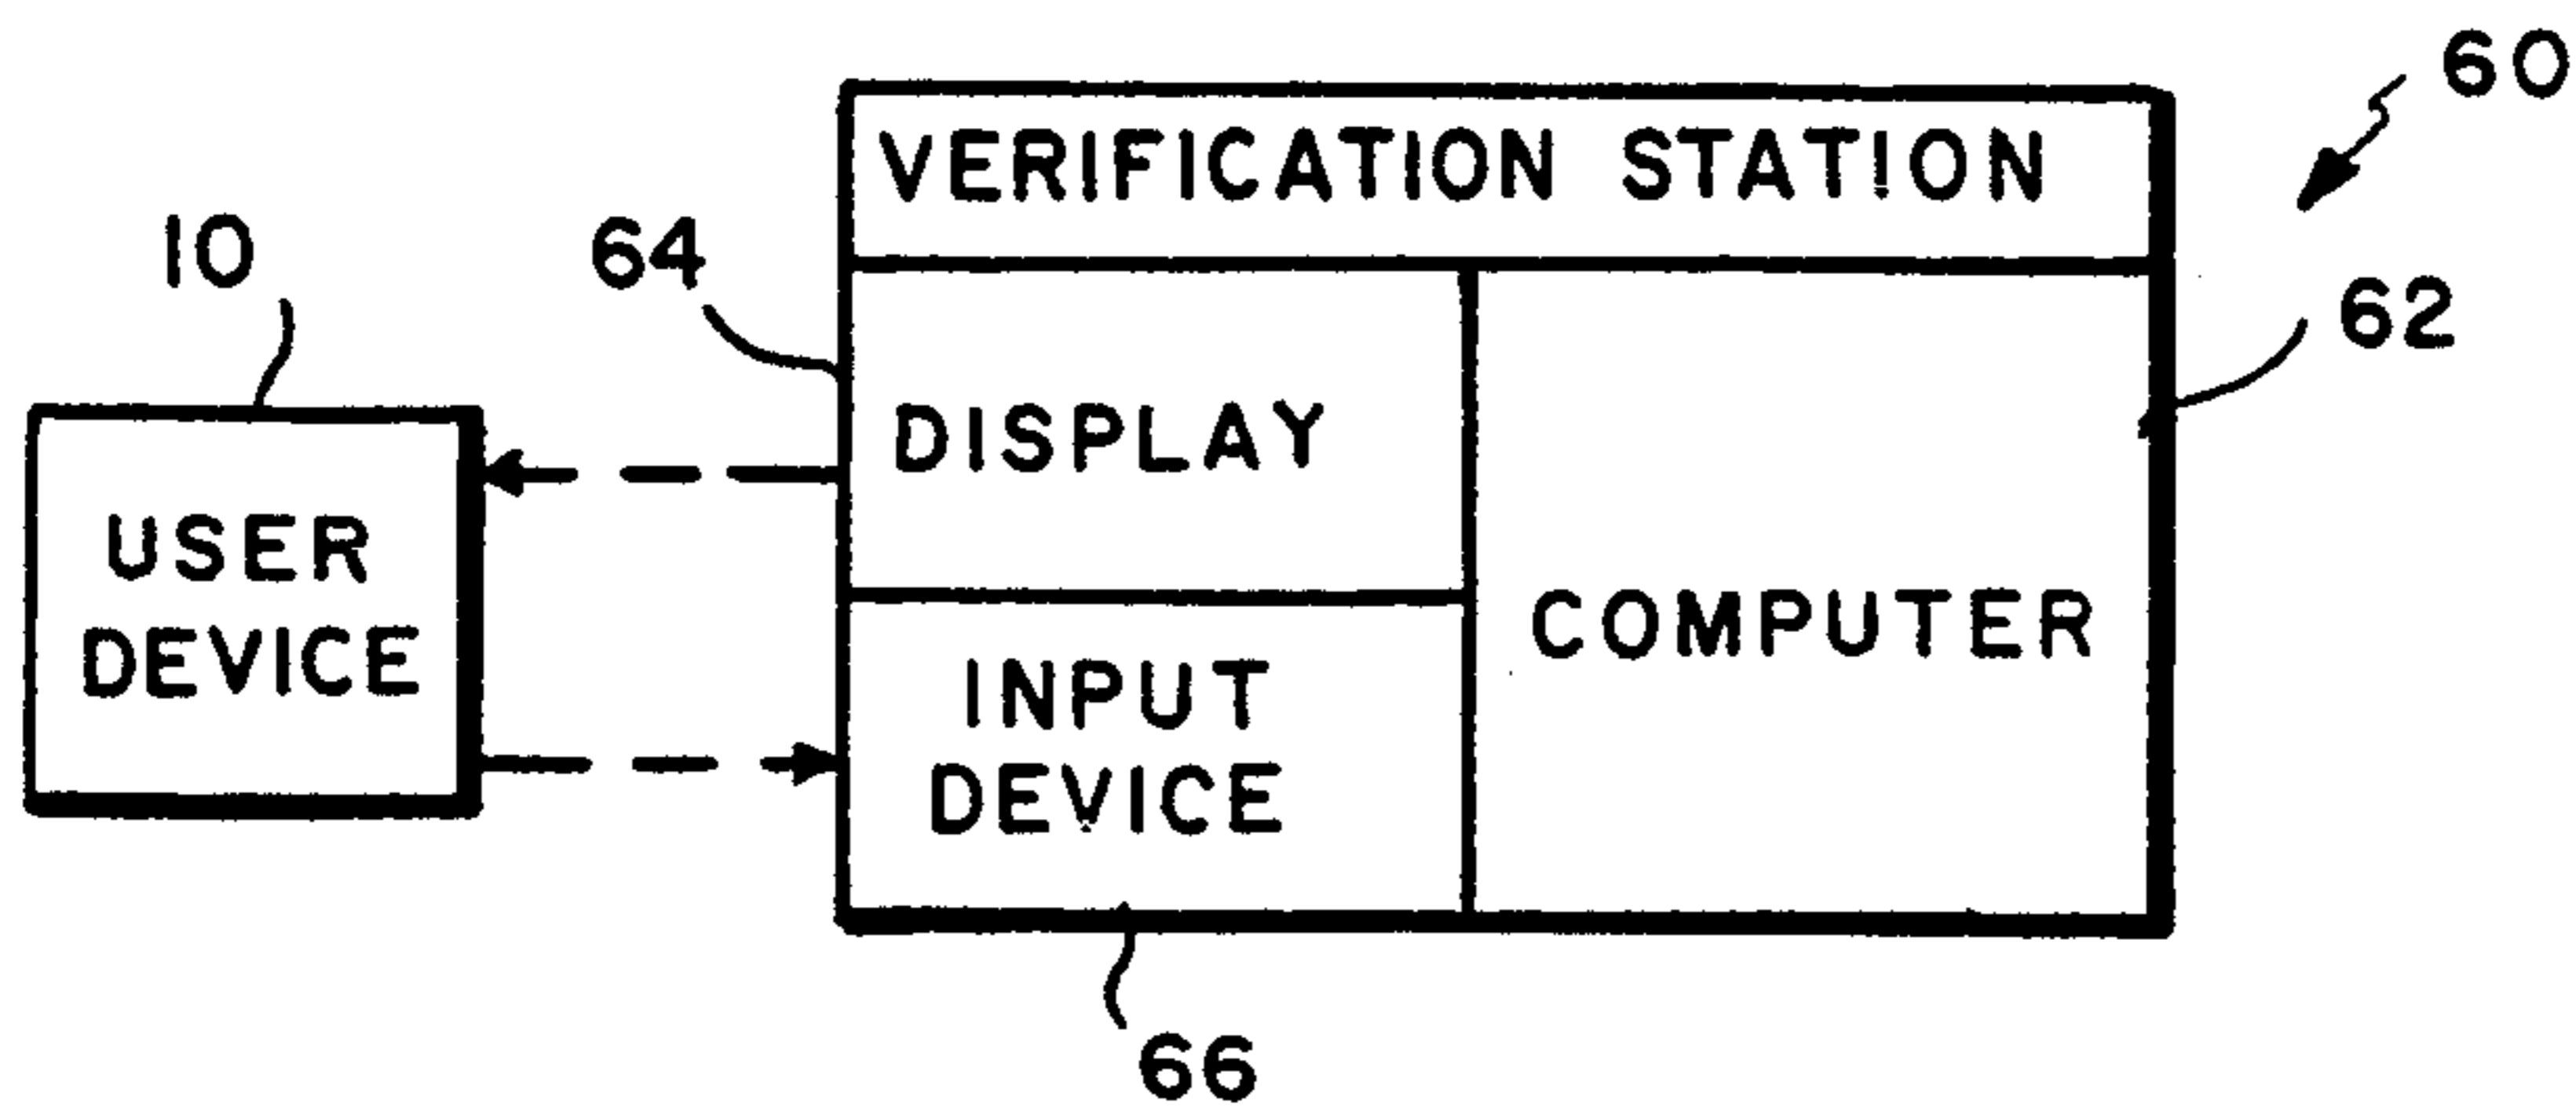 60
VERIFICATION STATION
10
64
62
DISPLAY
USER
DEVICE
COMPUTER
INPUT
DEVICE
66